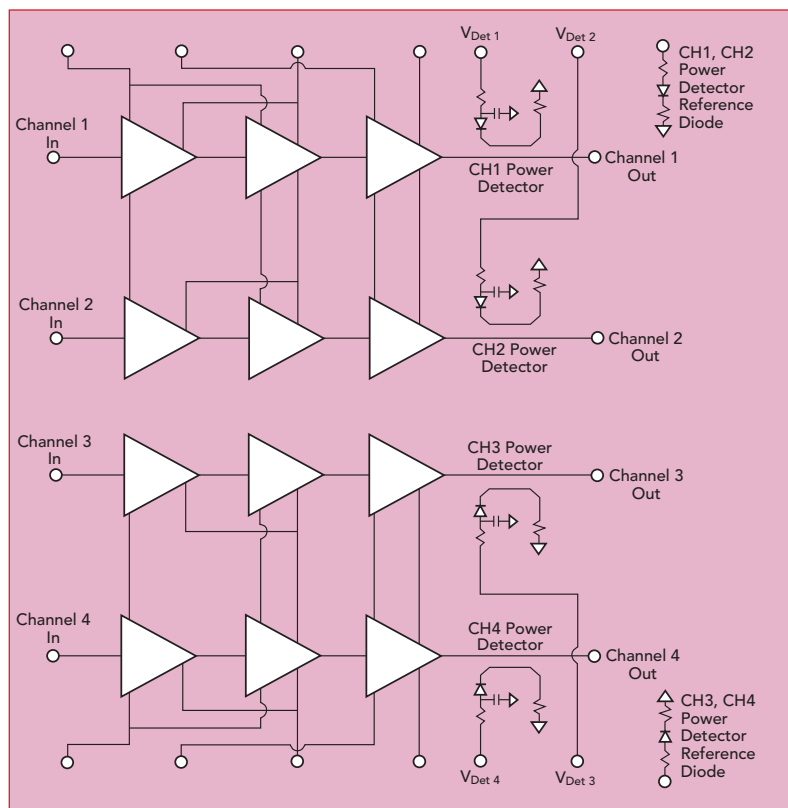 V_Det 1
V_Det 2
CH1, CH2
Power
Detector
Reference
Diode
Channel 1
In
CH1 Power
Detector
Channel 1
Out
Channel 2
In
CH2 Power
Detector
Channel 2
Out
Channel 3
In
CH3 Power
Detector
Channel 3
Out
Channel 4
In
CH4 Power
Detector
Channel 4
Out
CH3, CH4
Power
Detector
Reference
Diode
V_Det 4
V_Det 3